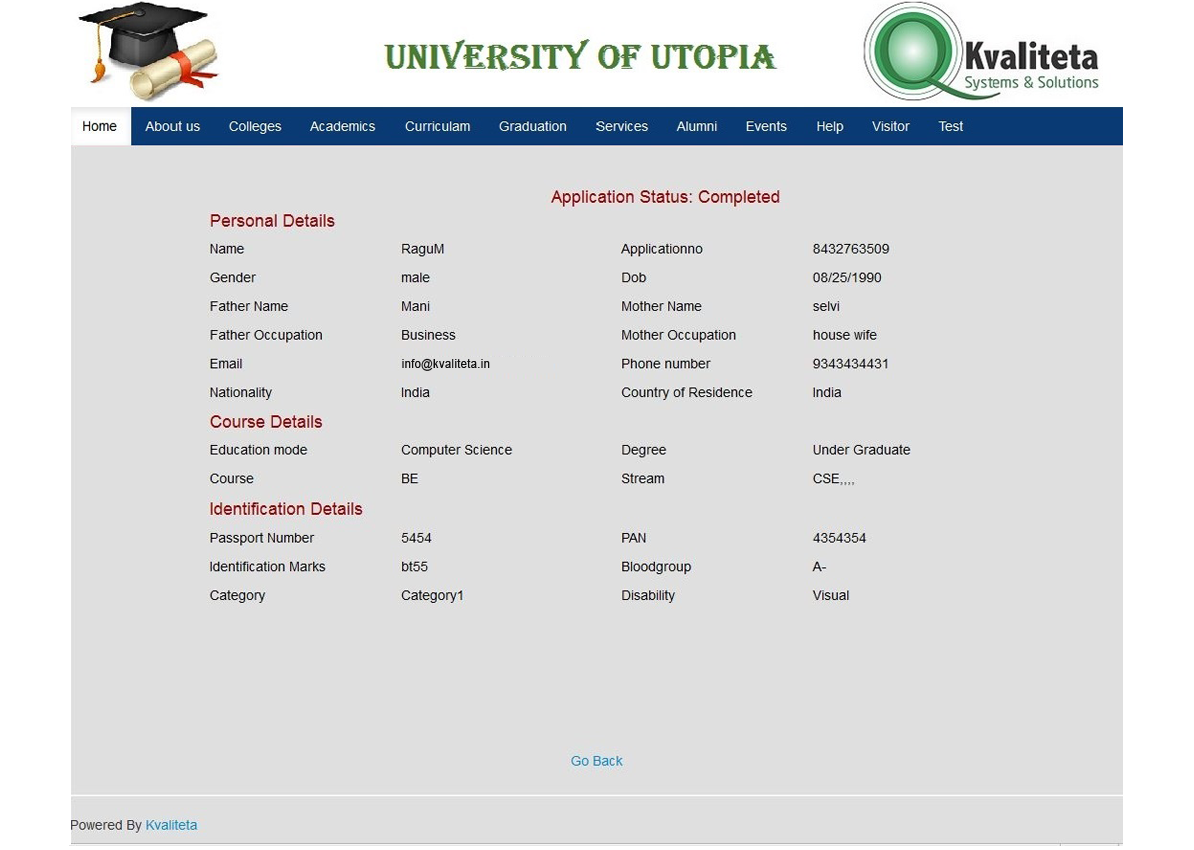 UNIVERSITY OF UTOPIA
Kvaliteta
Systems & Solutions
Home About us Colleges Academics Curriculam Graduation Services Alumni Events Help Visitor Test
Application Status: Completed
Personal Details
Name RaguM Applicationno 8432763509
Gender male Dob 08/25/1990
Father Name Mani Mother Name selvi
Father Occupation Business Mother Occupation house wife
Email info@kvaliteta.in Phone number 9343434431
Nationality India Country of Residence India
Course Details
Education mode Computer Science Degree Under Graduate
Course BE Stream CSE,,,,
Identification Details
Passport Number 5454 PAN 4354354
Identification Marks bt55 Bloodgroup A-
Category Category1 Disability Visual
Go Back
Powered By Kvaliteta